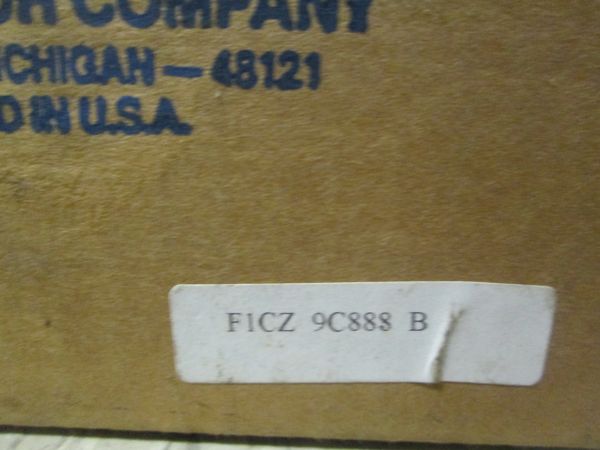 COMPANY
MICHIGAN—48121
IN U.S.A.
F1CZ 9C888 B